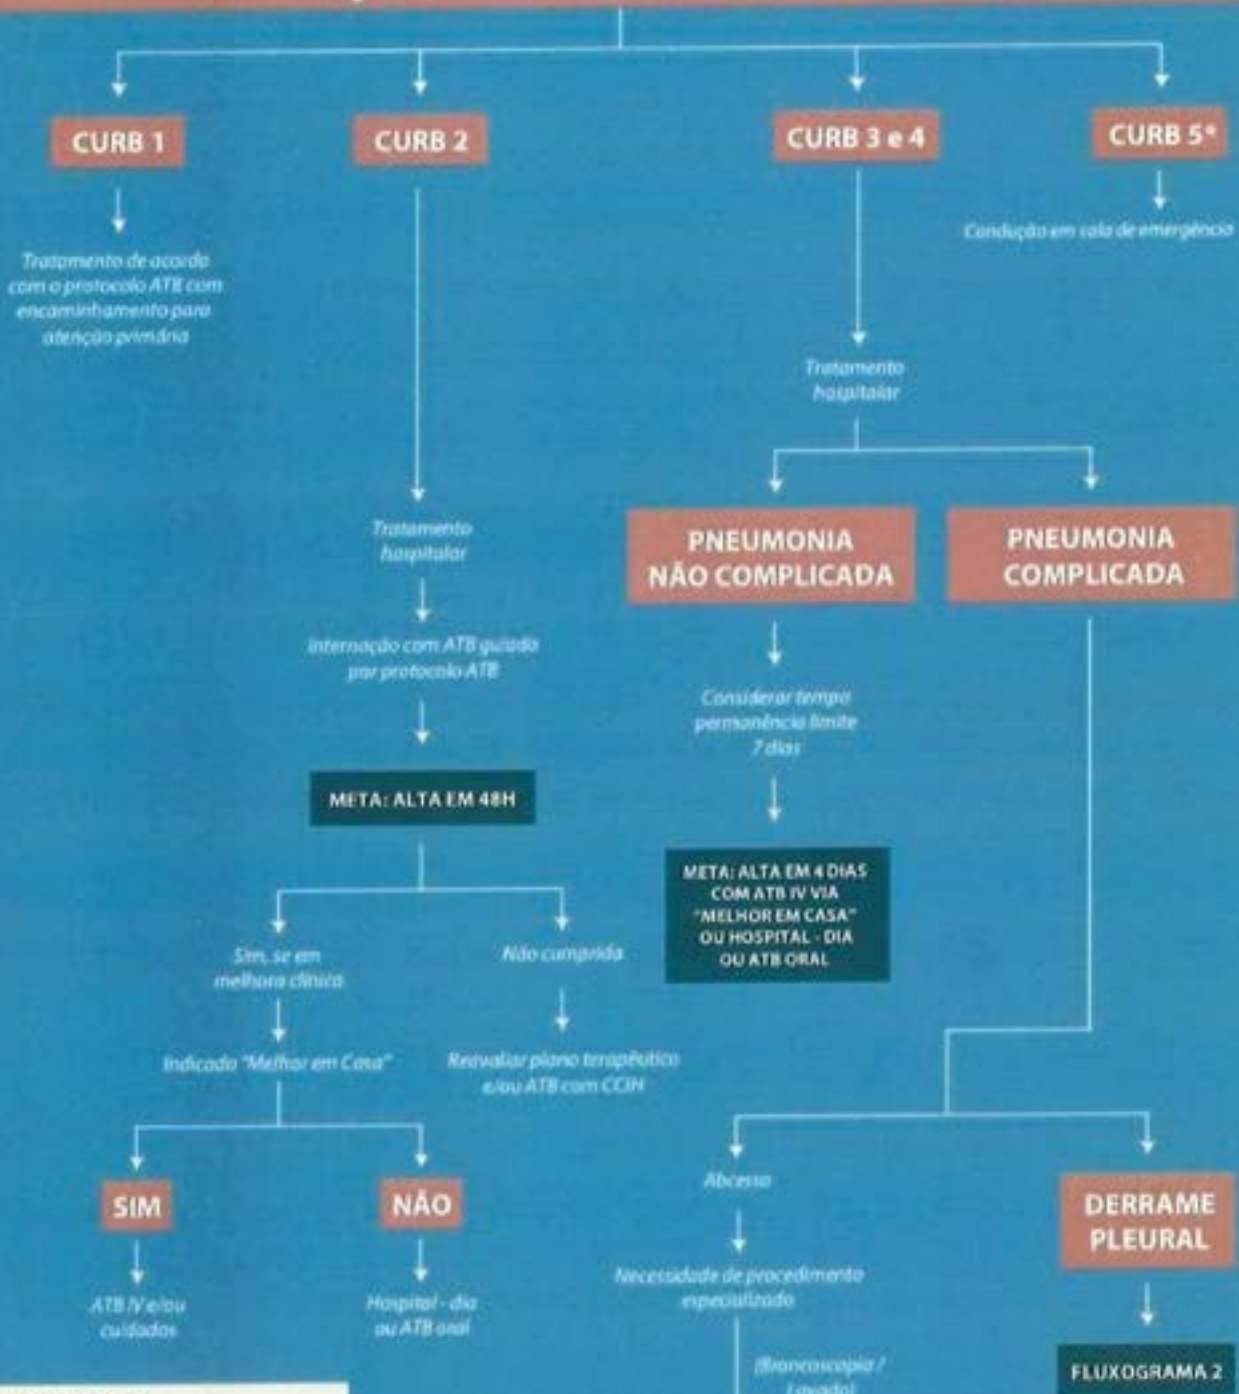 CURB 1
CURB 2
CURB 3 e 4
CURB 5*
Tratamento de acordo
com o protocolo ATB com
encaminhamento para
atenção primária
Condução em sala de emergência
Tratamento
hospitalar
Tratamento
hospitalar
Internação com ATB guiada
por protocolo ATB
META: ALTA EM 48H
PNEUMONIA
NÃO COMPLICADA
PNEUMONIA
COMPLICADA
Considerar tempo
permanência limite
7 dias
META: ALTA EM 4 DIAS
COM ATB IV VIA
"MELHOR EM CASA"
OU HOSPITAL - DIA
OU ATB ORAL
Sim, se em
melhora clínica
Não cumprida
Indicado "Melhor em Casa"
Reavaliar plano terapêutico
e/ou ATB com CCIH
SIM
NÃO
ATB IV e/ou
cuidados
Hospital - dia
ou ATB oral
Abcesso
Necessidade de procedimento
especializado
(Broncoscopia /
Lavado)
DERRAME
PLEURAL
FLUXOGRAMA 2